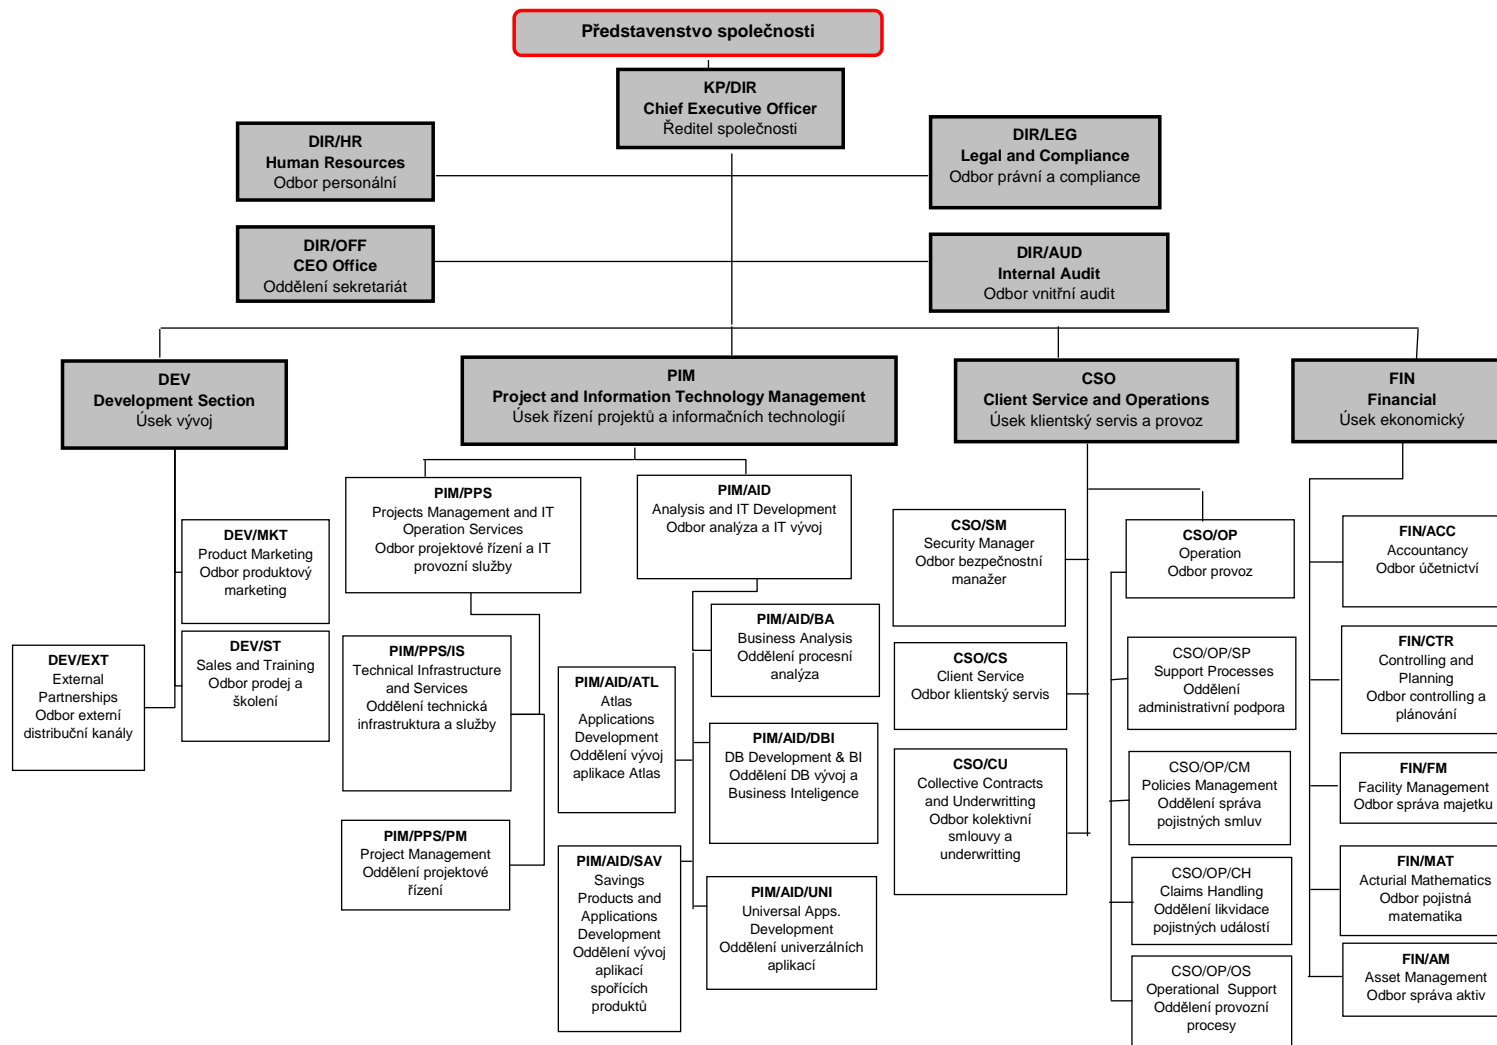 Představenstvo společnosti
KP/DIR
Chief Executive Officer
Ředitel společnosti
DIR/HR
Human Resources
Odbor personální
DIR/LEG
Legal and Compliance
Odbor právní a compliance
DIR/OFF
CEO Office
Oddělení sekretariát
DIR/AUD
Internal Audit
Odbor vnitřní audit
DEV
Development Section
Úsek vývoj
PIM
Project and Information Technology Management
Úsek řízení projektů a informačních technologií
CSO
Client Service and Operations
Úsek klientský servis a provoz
FIN
Financial
Úsek ekonomický
DEV/MKT
Product Marketing
Odbor produktový
marketing
DEV/ST
Sales and Training
Odbor prodej a
školení
DEV/EXT
External
Partnerships
Odbor externí
distribuční kanály
PIM/PPS
Projects Management and IT
Operation Services
Odbor projektové řízení a IT
provozní služby
PIM/PPS/IS
Technical Infrastructure
and Services
Oddělení technická
infrastruktura a služby
PIM/PPS/PM
Project Management
Oddělení projektové
řízení
PIM/AID
Analysis and IT Development
Odbor analýza a IT vývoj
PIM/AID/BA
Business Analysis
Oddělení procesní
analýza
PIM/AID/ATL
Atlas
Applications
Development
Oddělení vývoj
aplikace Atlas
PIM/AID/DBI
DB Development & BI
Oddělení DB vývoj a
Business Inteligence
PIM/AID/SAV
Savings
Products and
Applications
Development
Oddělení vývoj
aplikací
spořících
produktů
PIM/AID/UNI
Universal Apps.
Development
Oddělení univerzálních
aplikací
CSO/SM
Security Manager
Odbor bezpečnostní
manažer
CSO/CS
Client Service
Odbor klientský servis
CSO/CU
Collective Contracts
and Underwritting
Odbor kolektivní
smlouvy a
underwritting
CSO/OP
Operation
Odbor provoz
CSO/OP/SP
Support Processes
Oddělení
administrativní podpora
CSO/OP/CM
Policies Management
Oddělení správa
pojistných smluv
CSO/OP/CH
Claims Handling
Oddělení likvidace
pojistných událostí
CSO/OP/OS
Operational Support
Oddělení provozní
procesy
FIN/ACC
Accountancy
Odbor účetnictví
FIN/CTR
Controlling and
Planning
Odbor controlling a
plánování
FIN/FM
Facility Management
Odbor správa majetku
FIN/MAT
Acturial Mathematics
Odbor pojistná
matematika
FIN/AM
Asset Management
Odbor správa aktiv